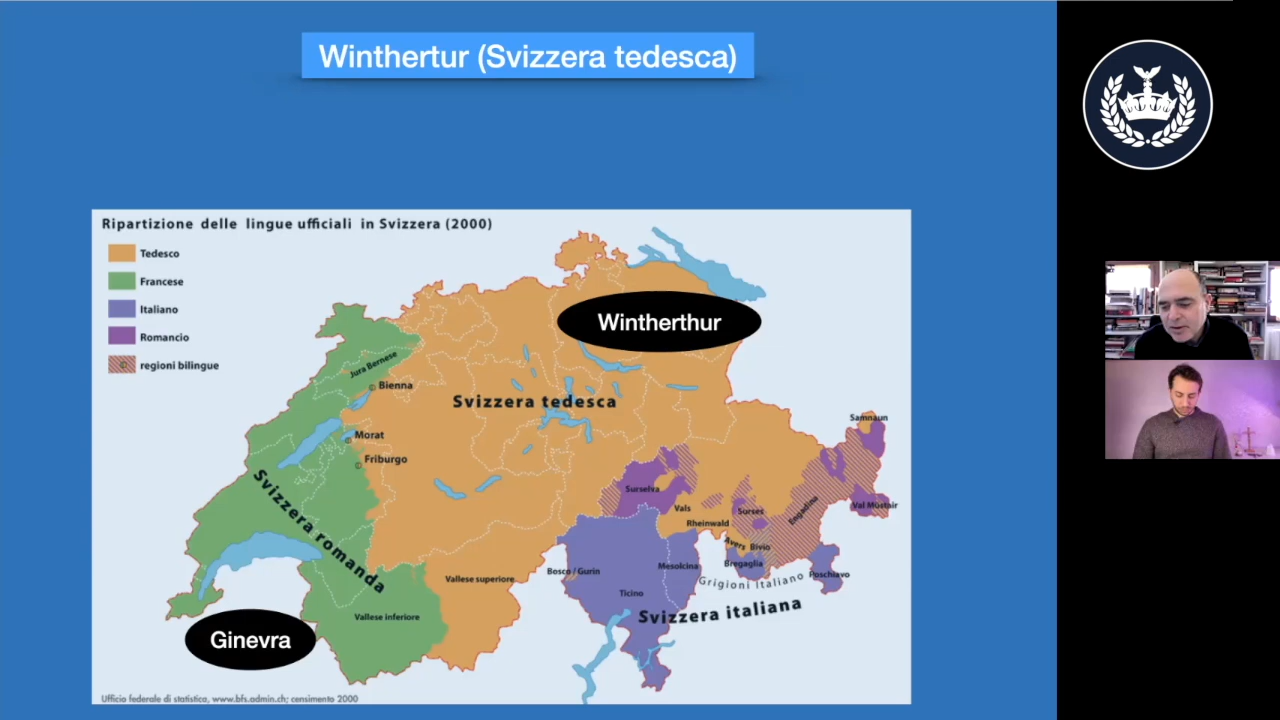 Winthertur (Svizzera tedesca)
Ripartizione delle lingue ufficiali in Svizzera (2000)
Tedesco
Francese
Italiano
Romancio
regioni bilingue
Wintherthur
Jura Bernese
Bienna
Svizzera tedesca
Morat
Friburgo
Samnaun
Svizzera romanda
Surselva
Vals
Surses
Engadina
Val Müstair
Rheinwald
Avers
Bivio
Bregaglia
Bosco / Gurin
Mesolcina
Poschiavo
Vallese superiore
Grigioni Italiano
Ticino
Svizzera italiana
Vallese inferiore
Ginevra
Ufficio federale di statistica, www.bfs.admin.ch; censimento 2000